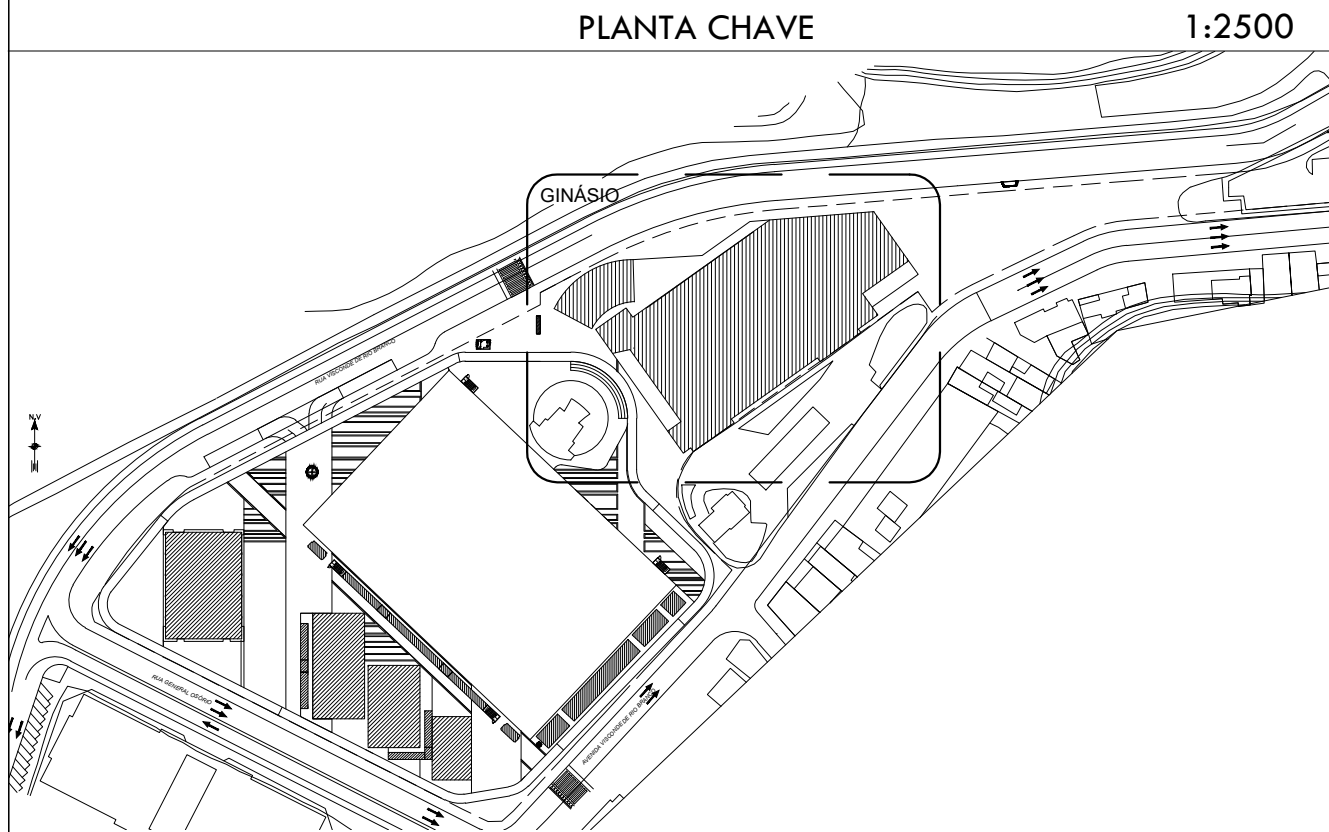 PLANTA CHAVE
1:2500
GINÁSIO
RUA VISCONDE DE RIO BRANCO
N.V
RUA GENERAL OSÓRIO
AVENIDA VISCONDE DE RIO BRANCO